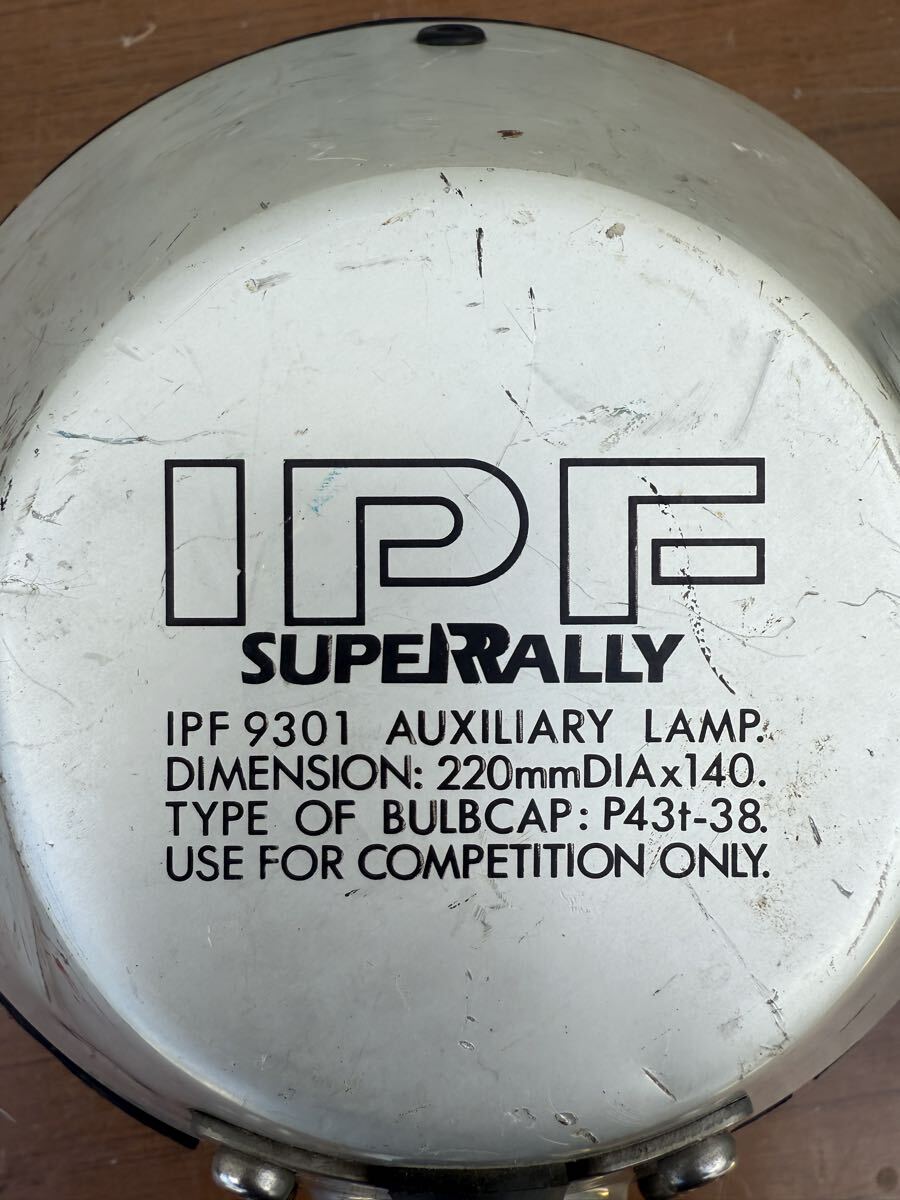 IPF
SUPERRALLY
IPF 9301 AUXILIARY LAMP.
DIMENSION: 220mmDIAx140.
TYPE OF BULBCAP: P43t-38.
USE FOR COMPETITION ONLY.